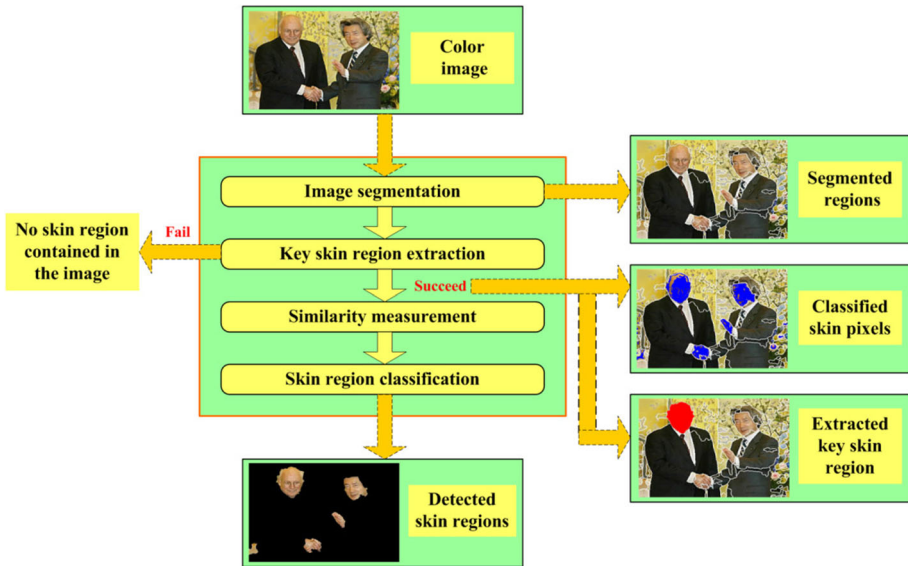 Color
image
Image segmentation
Segmented
regions
No skin region
contained in
the image
Fail
Key skin region extraction
Succeed
Classified
skin pixels
Similarity measurement
Skin region classification
Extracted
key skin
region
Detected
skin regions